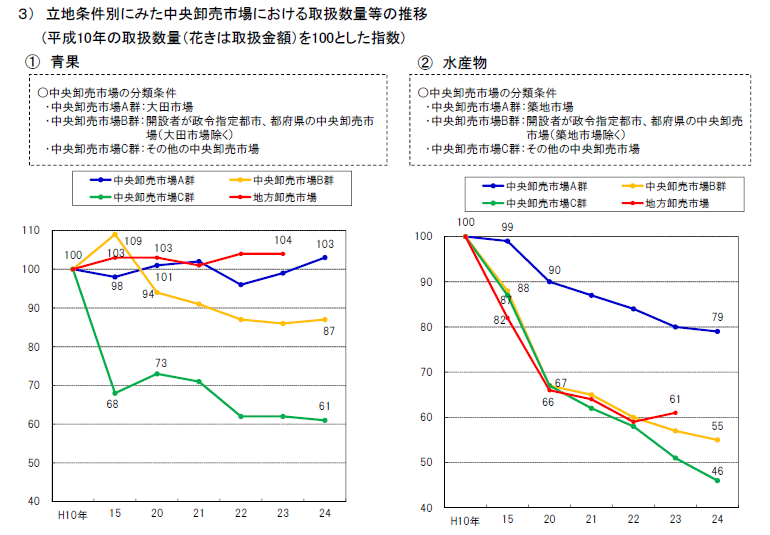 3) 立地条件別にみた中央卸売市場における取扱数量等の推移
(平成10年の取扱数量(花きは取扱金額)を100とした指数)
① 青果
○中央卸売市場の分類条件
・中央卸売市場A群:大田市場
・中央卸売市場B群:開設者が政令指定都市、都府県の中央卸売市
場(大田市場除く)
・中央卸売市場C群:その他の中央卸売市場
中央卸売市場A群 中央卸売市場B群
中央卸売市場C群 地方卸売市場
110
100
90
80
70
60
50
40
100 103 109 103 104 103
98 101 94 87
68 73 61
H10年 15 20 21 22 23 24
② 水産物
○中央卸売市場の分類条件
・中央卸売市場A群:築地市場
・中央卸売市場B群:開設者が政令指定都市、都府県の中央卸売
市場(築地市場除く)
・中央卸売市場C群:その他の中央卸売市場
中央卸売市場A群 中央卸売市場B群
中央卸売市場C群 地方卸売市場
100
90
80
70
60
50
40
100 99 90 79
88 87 82
67 66 61 55 46
H10年 15 20 21 22 23 24